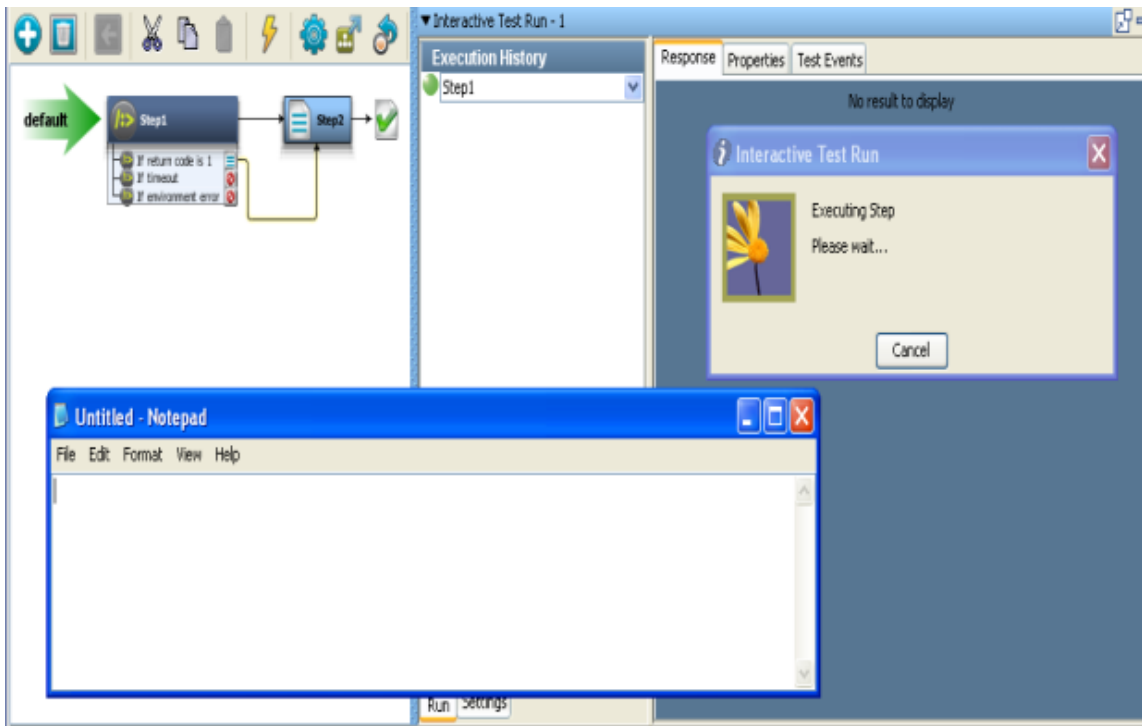 Interactive Test Run - 1
Execution History
Step1
Response Properties Test Events
No result to display
default
Step1
Step2
If return code is 1
If timeout
If environment error
Interactive Test Run
Executing Step
Please wait...
Cancel
Untitled - Notepad
File Edit Format View Help
Run Settings